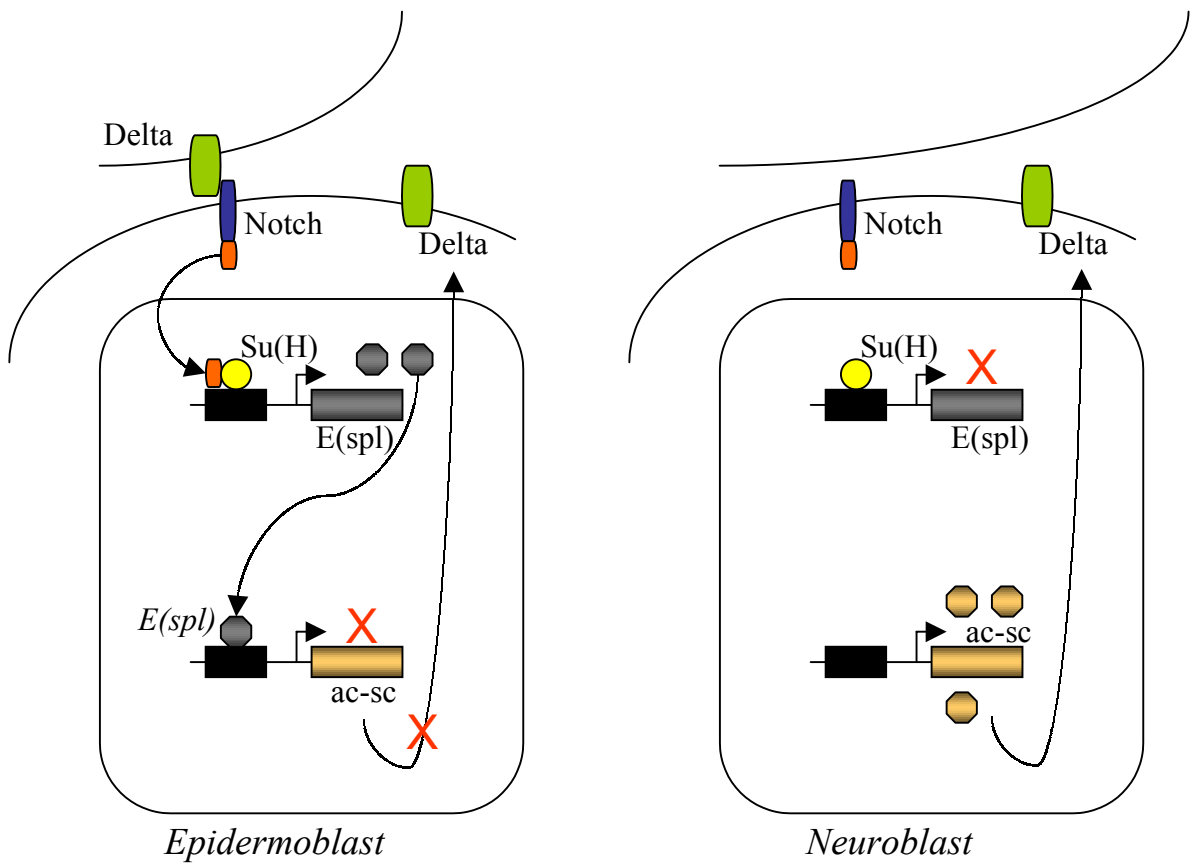 Delta
Notch
Delta
Su(H)
E(spl)
E(spl)
X
ac-sc
X
Epidermoblast
Notch
Delta
Su(H)
X
E(spl)
ac-sc
Neuroblast